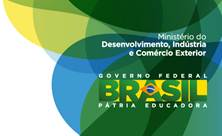 Ministério do
Desenvolvimento, Indústria
e Comércio Exterior
GOVERNO FEDERAL
BRASIL
PÁTRIA EDUCADORA